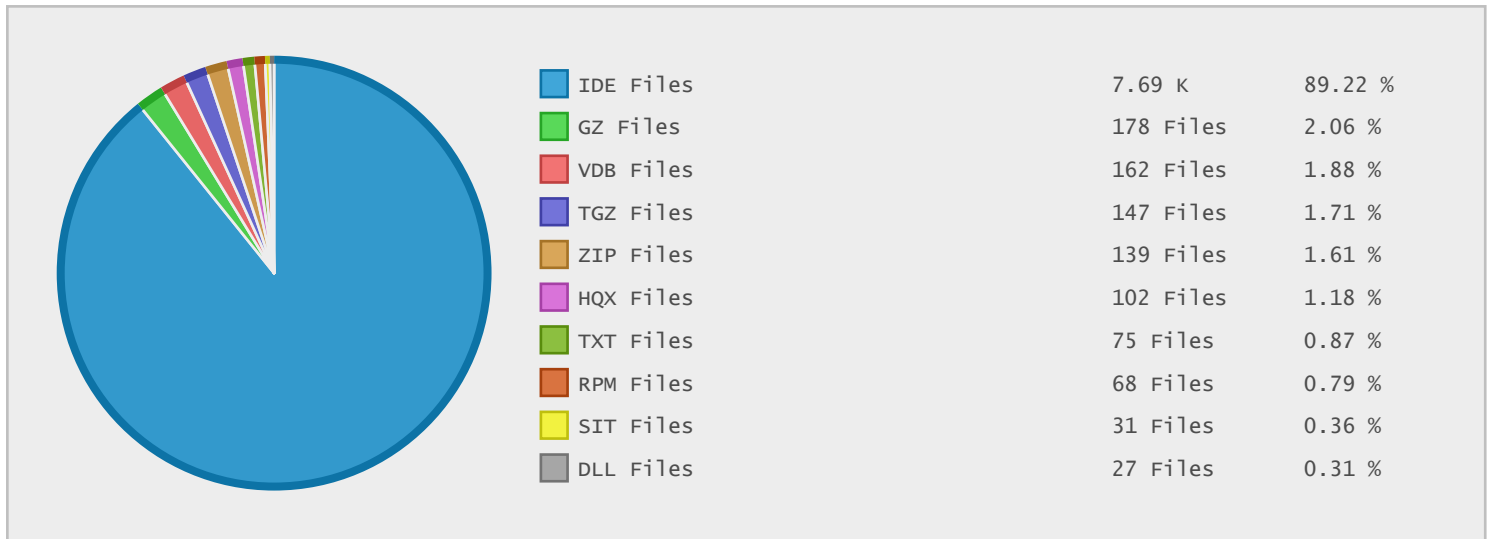 IDE Files 7.69 K 89.22 %
GZ Files 178 Files 2.06 %
VDB Files 162 Files 1.88 %
TGZ Files 147 Files 1.71 %
ZIP Files 139 Files 1.61 %
HQX Files 102 Files 1.18 %
TXT Files 75 Files 0.87 %
RPM Files 68 Files 0.79 %
SIT Files 31 Files 0.36 %
DLL Files 27 Files 0.31 %